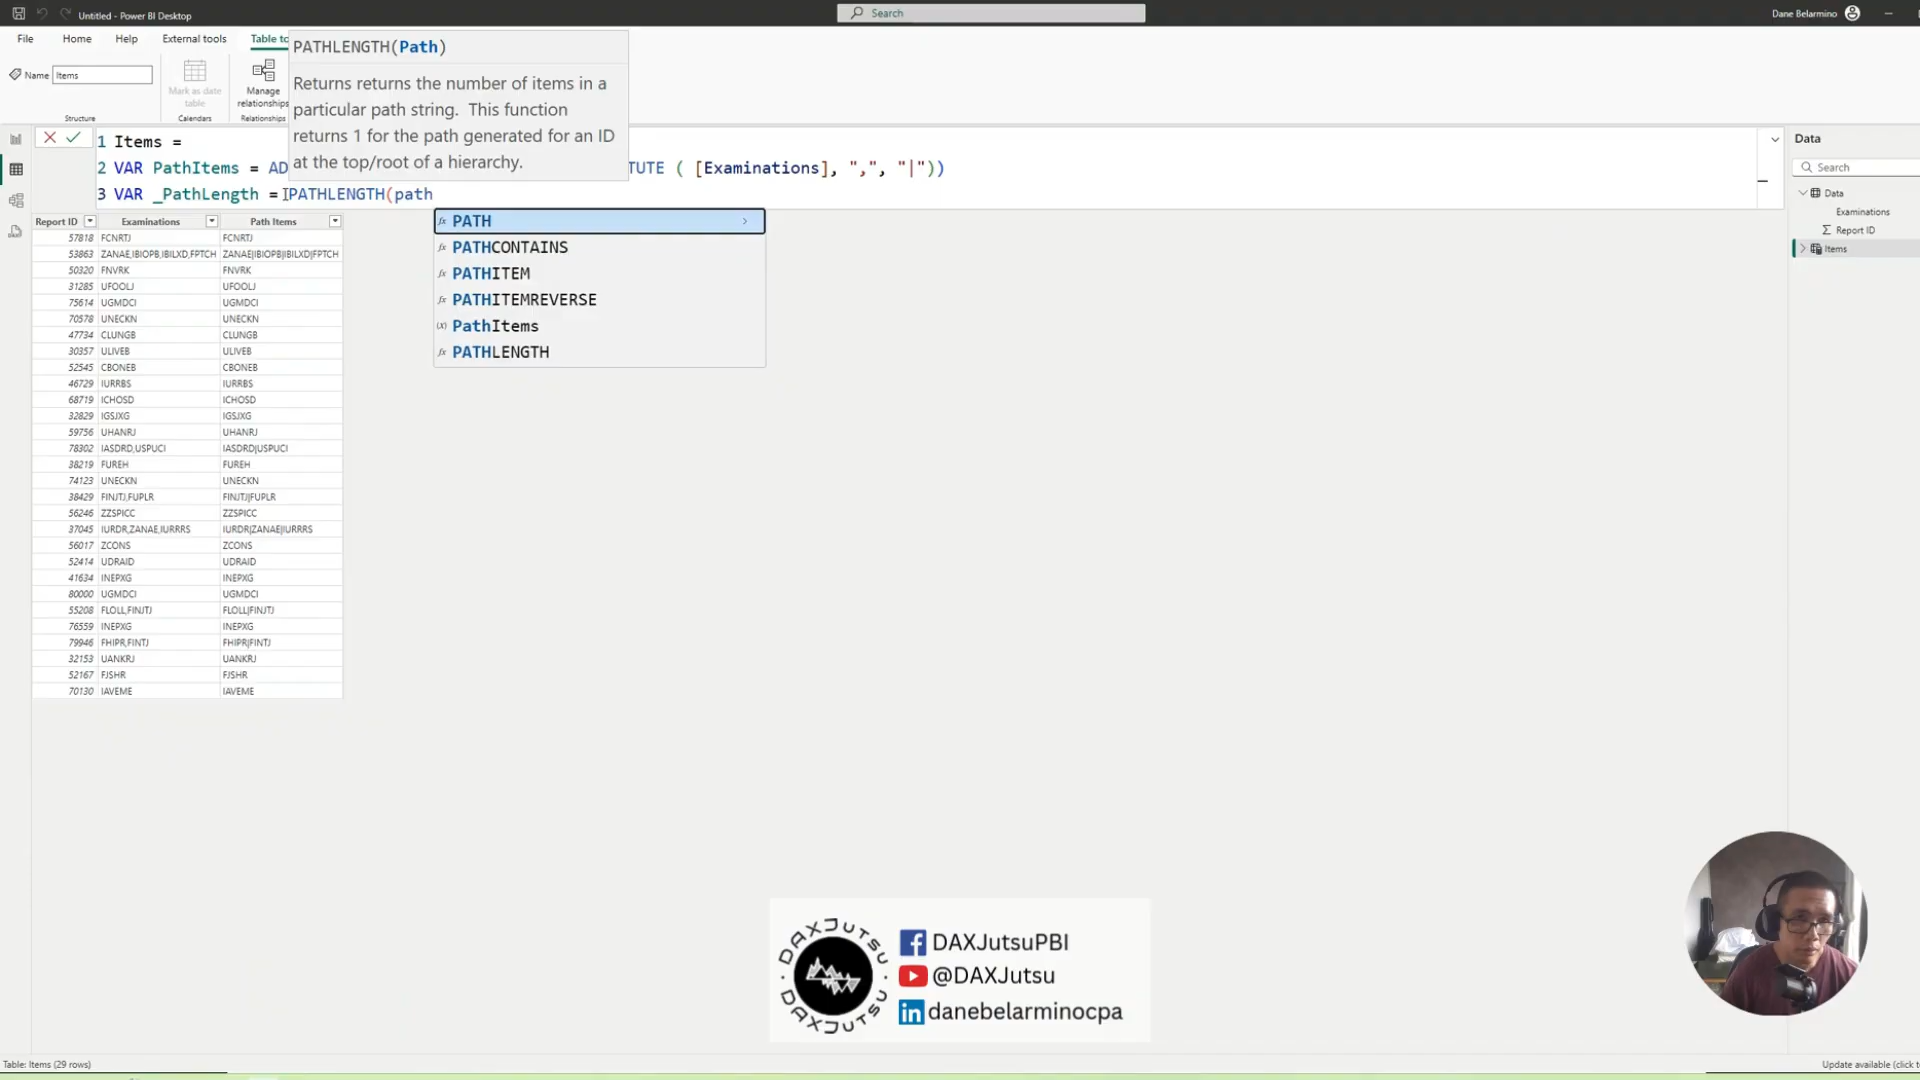 Untitled - Power BI Desktop
Search
Dane Belarmino
File
Home
Help
External tools
Table to
Name
Items
Mark as date
table
Manage
relationships
Structure
Calendars
Relationships
PATHLENGTH(Path)
Returns returns the number of items in a
particular path string. This function
returns 1 for the path generated for an ID
at the top/root of a hierarchy.
1 Items =
2 VAR PathItems = AD TUTE ( [Examinations], ",", "|"))
3 VAR _PathLength = PATHLENGTH(path
PATH
PATHCONTAINS
PATHITEM
PATHITEMREVERSE
PathItems
PATHLENGTH
Report ID Examinations Path Items
57818 FCNRTJ FCNRTJ
53863 ZANAE,IBIOPB,IBILXD,FPTCH ZANAE|IBIOPB|IBILXD|FPTCH
50320 FNVRK FNVRK
31285 UFOOLJ UFOOLJ
75614 UGMDCI UGMDCI
70578 UNECKN UNECKN
47734 CLUNGB CLUNGB
30357 ULIVEB ULIVEB
52545 CBONEB CBONEB
46729 IURRBS IURRBS
68719 ICHOSD ICHOSD
32829 IGSJXG IGSJXG
59756 UHANRJ UHANRJ
78302 IASDRD,USPUCI IASDRD|USPUCI
38219 FUREH FUREH
74123 UNECKN UNECKN
38429 FINJTJ,FUPLR FINJTJ|FUPLR
56246 ZZSPICC ZZSPICC
37045 IURDR,ZANAE,IURRRS IURDR|ZANAE|IURRRS
56017 ZCONS ZCONS
52414 UDRAID UDRAID
41634 INEPXG INEPXG
80000 UGMDCI UGMDCI
55208 FLOLL,FINJTJ FLOLL|FINJTJ
76559 INEPXG INEPXG
79946 FHIPR,FINTJ FHIPR|FINTJ
32153 UANKRJ UANKRJ
52167 FJSHR FJSHR
70130 IAVEME IAVEME
Data
Search
Data
Examinations
Report ID
Items
DAXJUTSU
DAXJUTSU
DAXJutsuPBI
@DAXJutsu
danebelarminocpa
Table: Items (29 rows)
Update available (click t